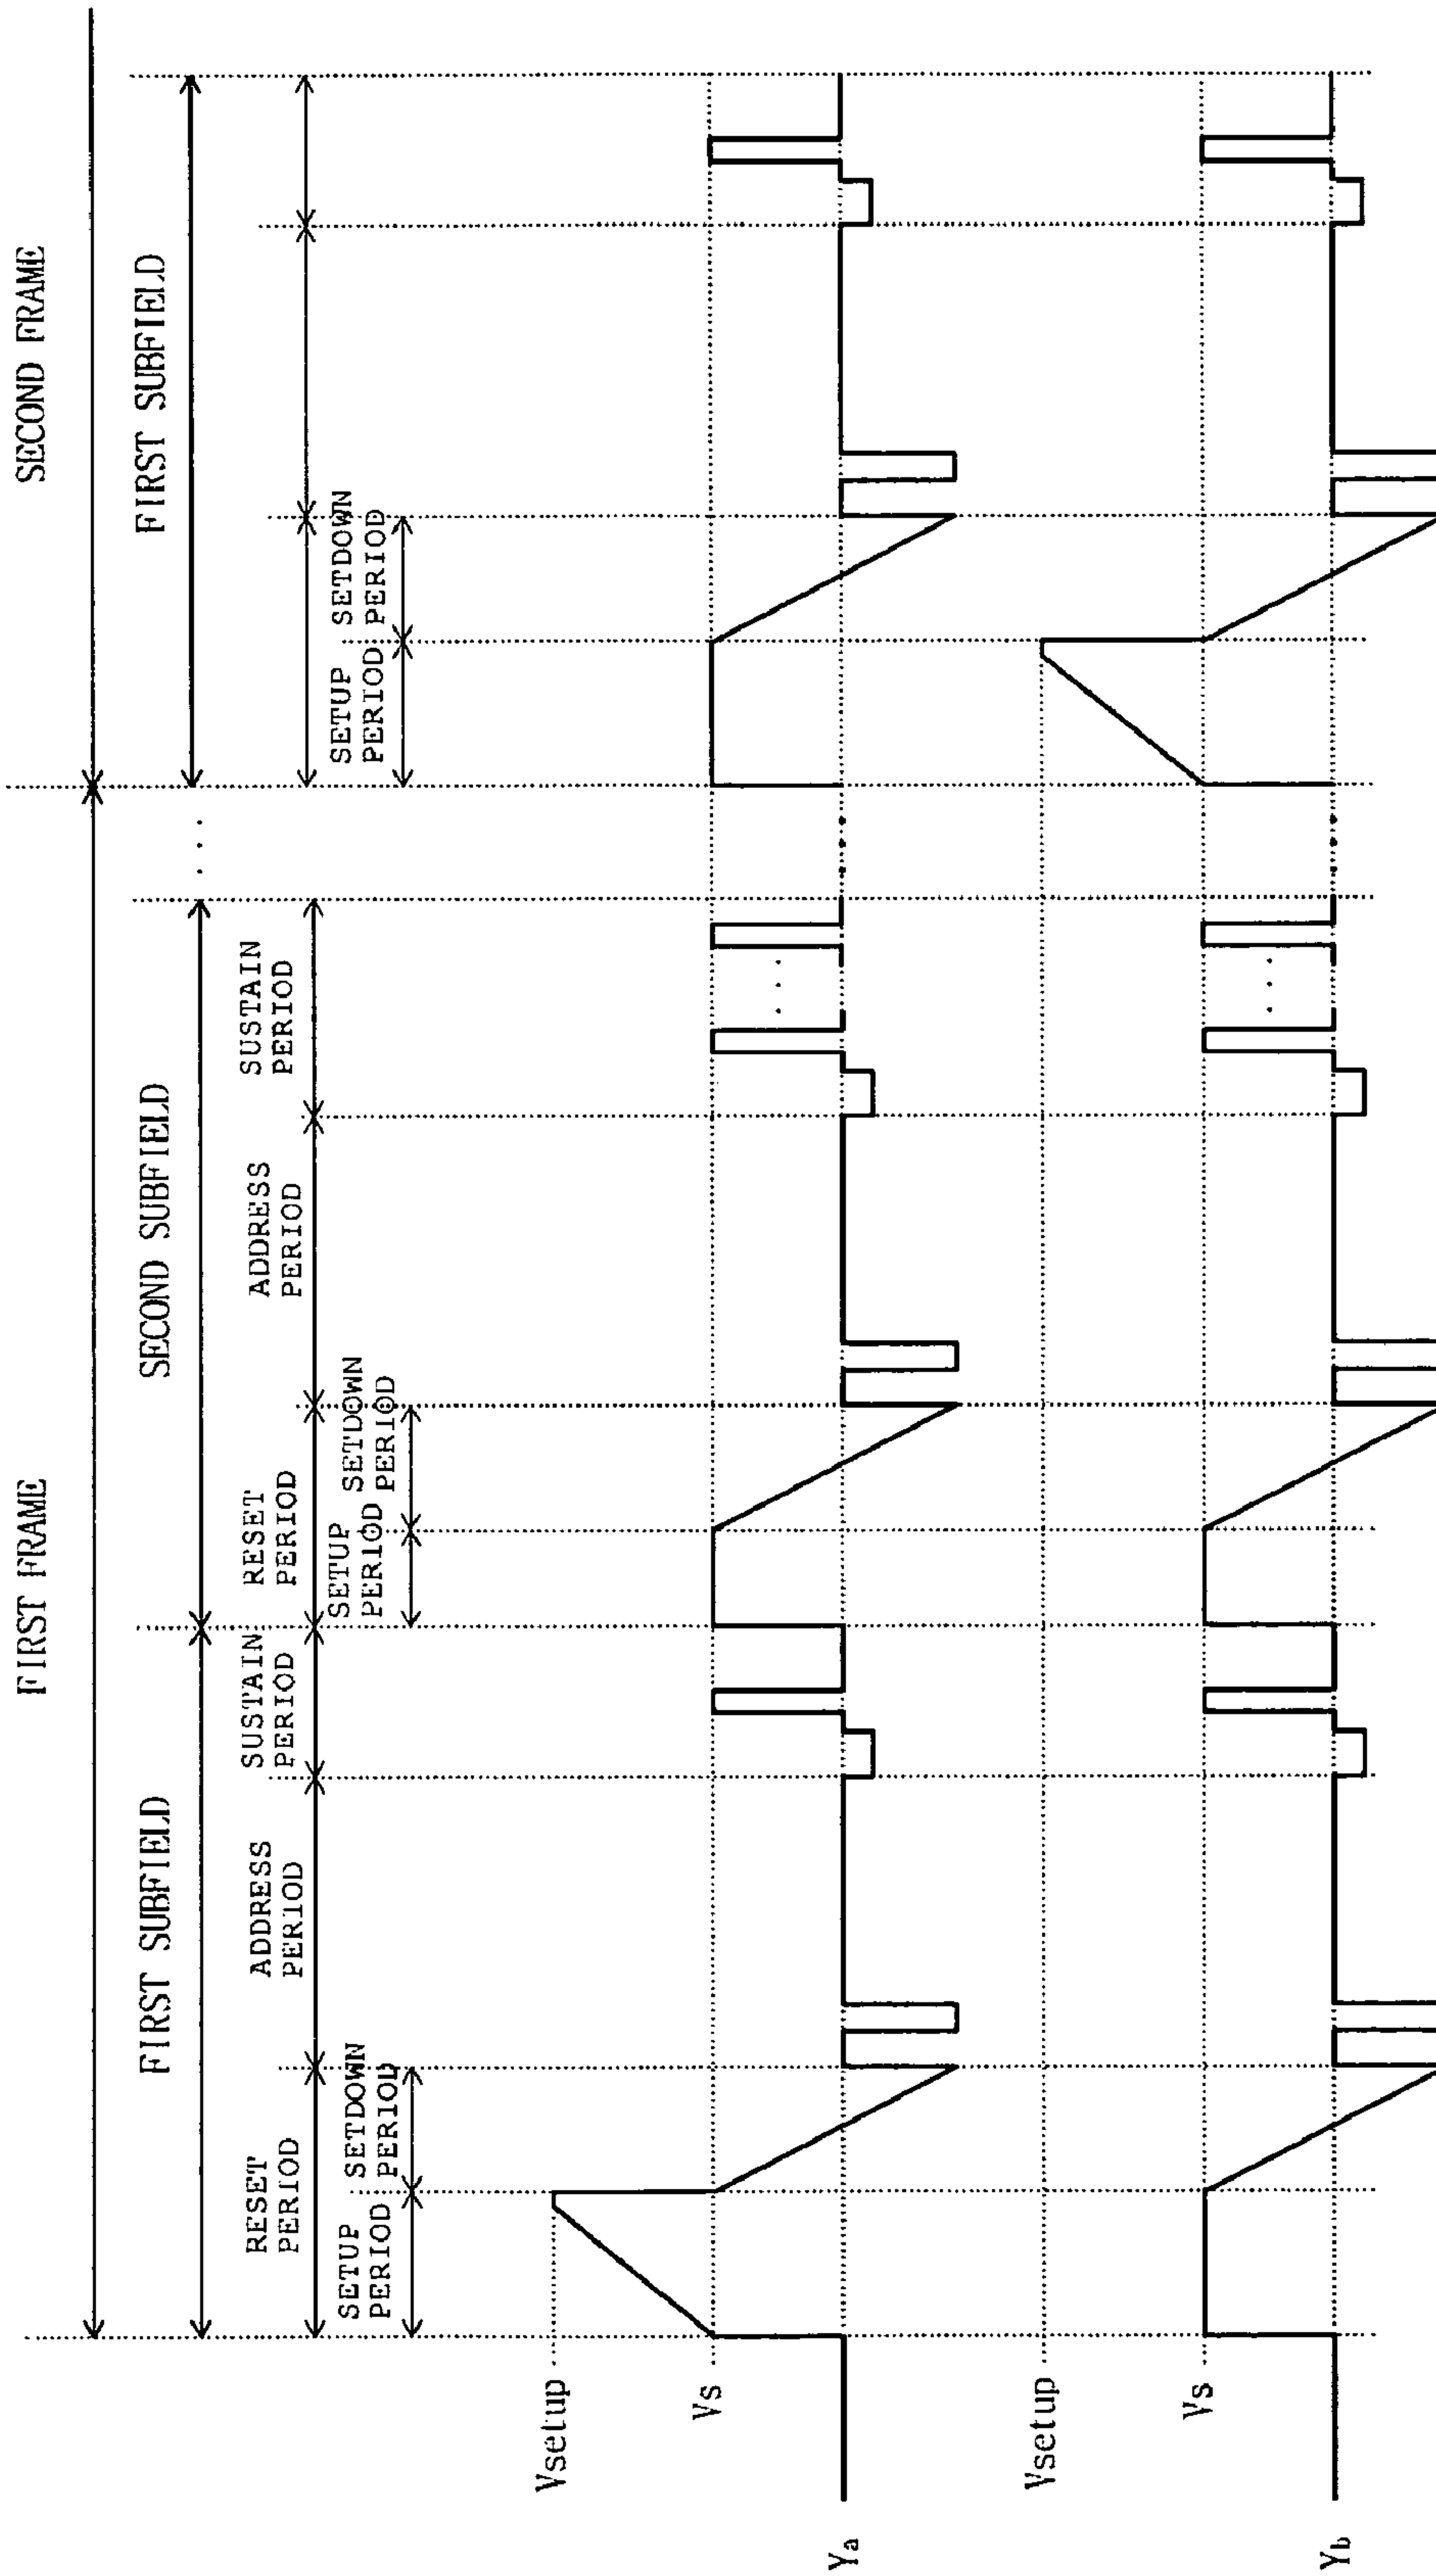 FIRST FRAME
SECOND FRAME
FIRST SUBFIELD
SECOND SUBFIELD
FIRST SUBFIELD
RESET
PERIOD
ADDRESS
PERIOD
SUSTAIN
PERIOD
RESET
PERIOD
ADDRESS
PERIOD
SUSTAIN
PERIOD
SETUP
PERIOD
SETDOWN
PERIOD
SETUP
PERIOD
SETDOWN
PERIOD
SETUP
PERIOD
SETDOWN
PERIOD
Vsetup
Vs
Ya
Vsetup
Vs
Yb